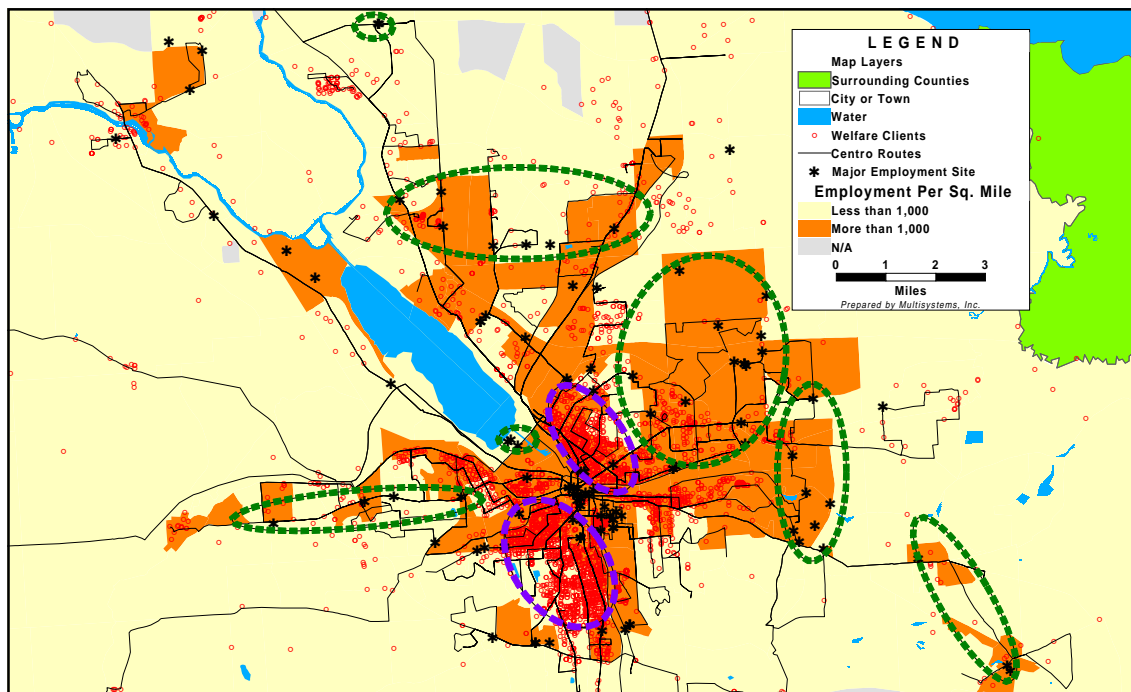 LEGEND
Map Layers
Surrounding Counties
City or Town
Water
Welfare Clients
Centro Routes
Major Employment Site
Employment Per Sq. Mile
Less than 1,000
More than 1,000
N/A
0 1 2 3
Miles
Prepared by Multisystems, Inc.